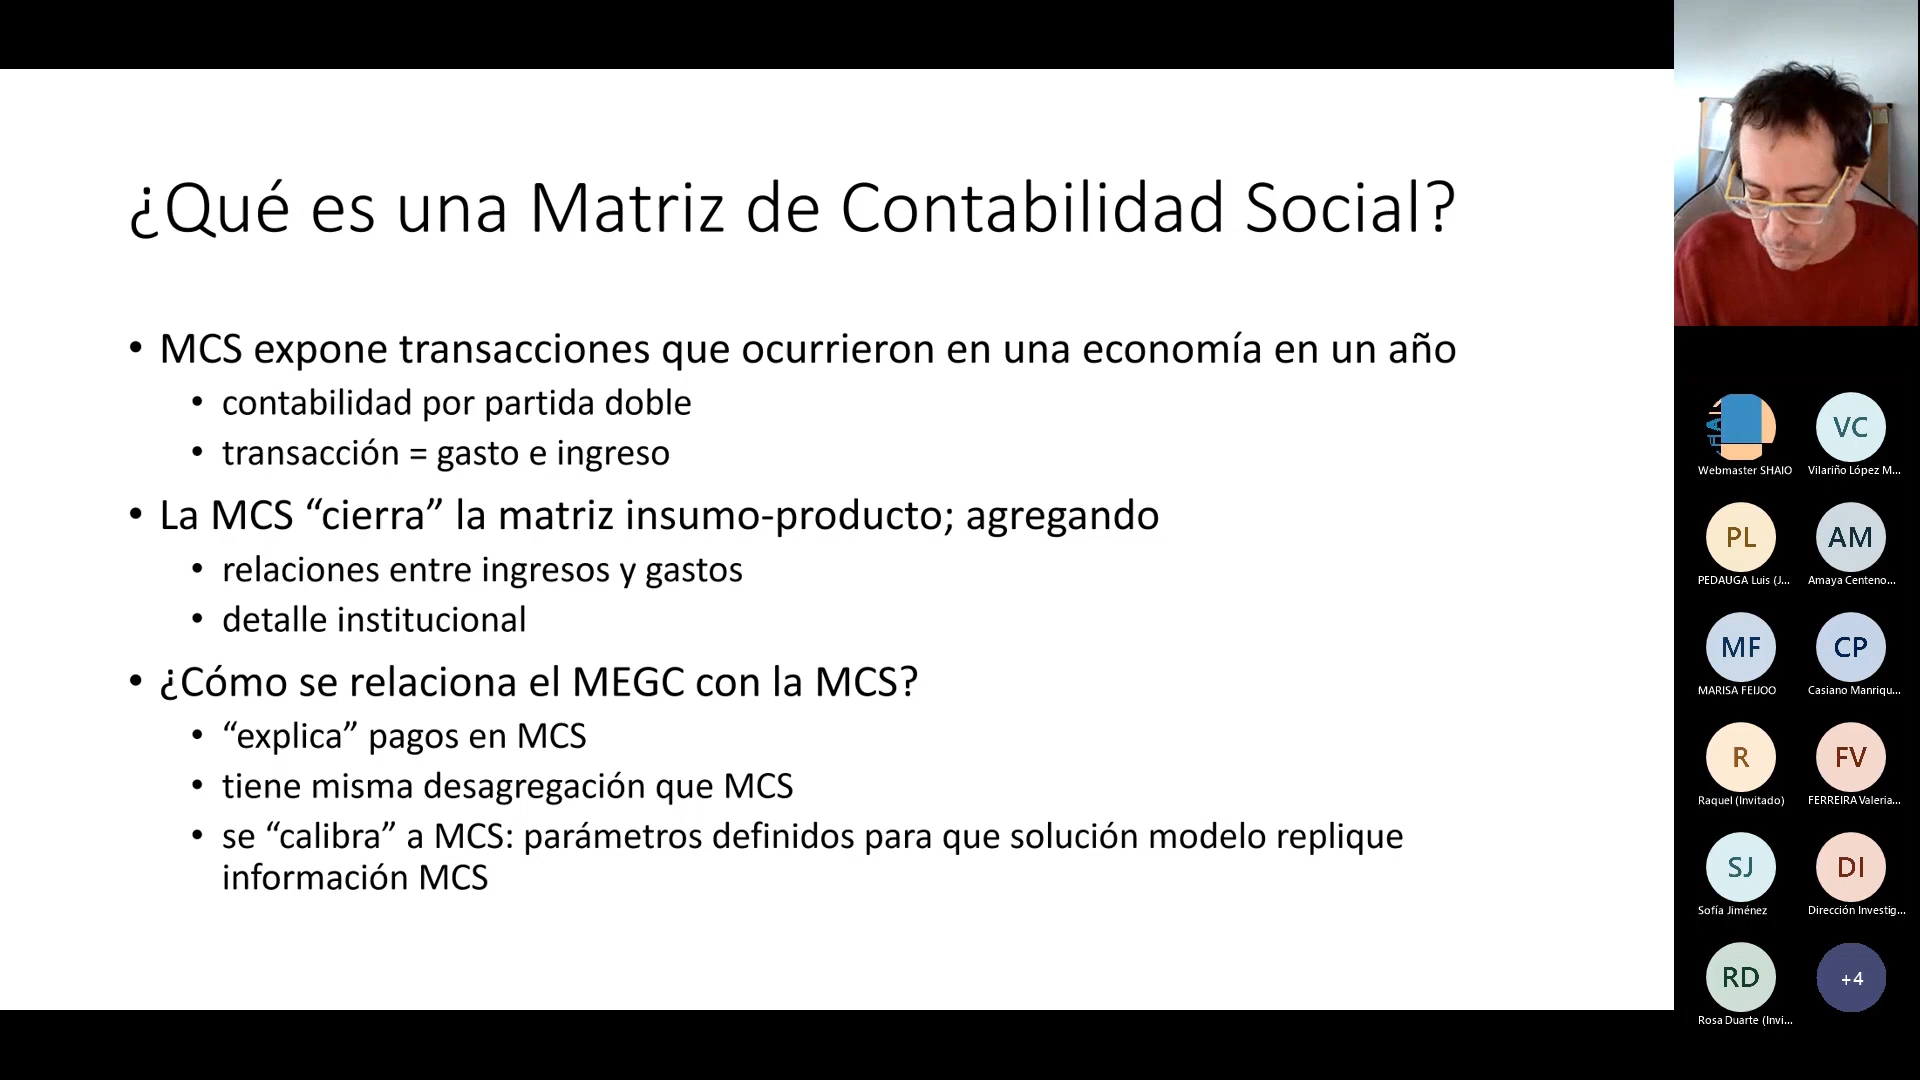 ¿Qué es una Matriz de Contabilidad Social?
• MCS expone transacciones que ocurrieron en una economía en un año
• contabilidad por partida doble
• transacción = gasto e ingreso
• La MCS “cierra” la matriz insumo-producto; agregando
• relaciones entre ingresos y gastos
• detalle institucional
• ¿Cómo se relaciona el MEGC con la MCS?
• “explica” pagos en MCS
• tiene misma desagregación que MCS
• se “calibra” a MCS: parámetros definidos para que solución modelo replique
información MCS
Webmaster SHAIO
VC
Vilariño López M...
PL
PEDAUGA Luis (J...
AM
Amaya Centeno...
MF
MARISA FEIJOO
CP
Casiano Manriqu...
R
Raquel (Invitado)
FV
FERREIRA Valeria...
SJ
Sofía Jiménez
DI
Dirección Investig...
RD
Rosa Duarte (Invi...
+4